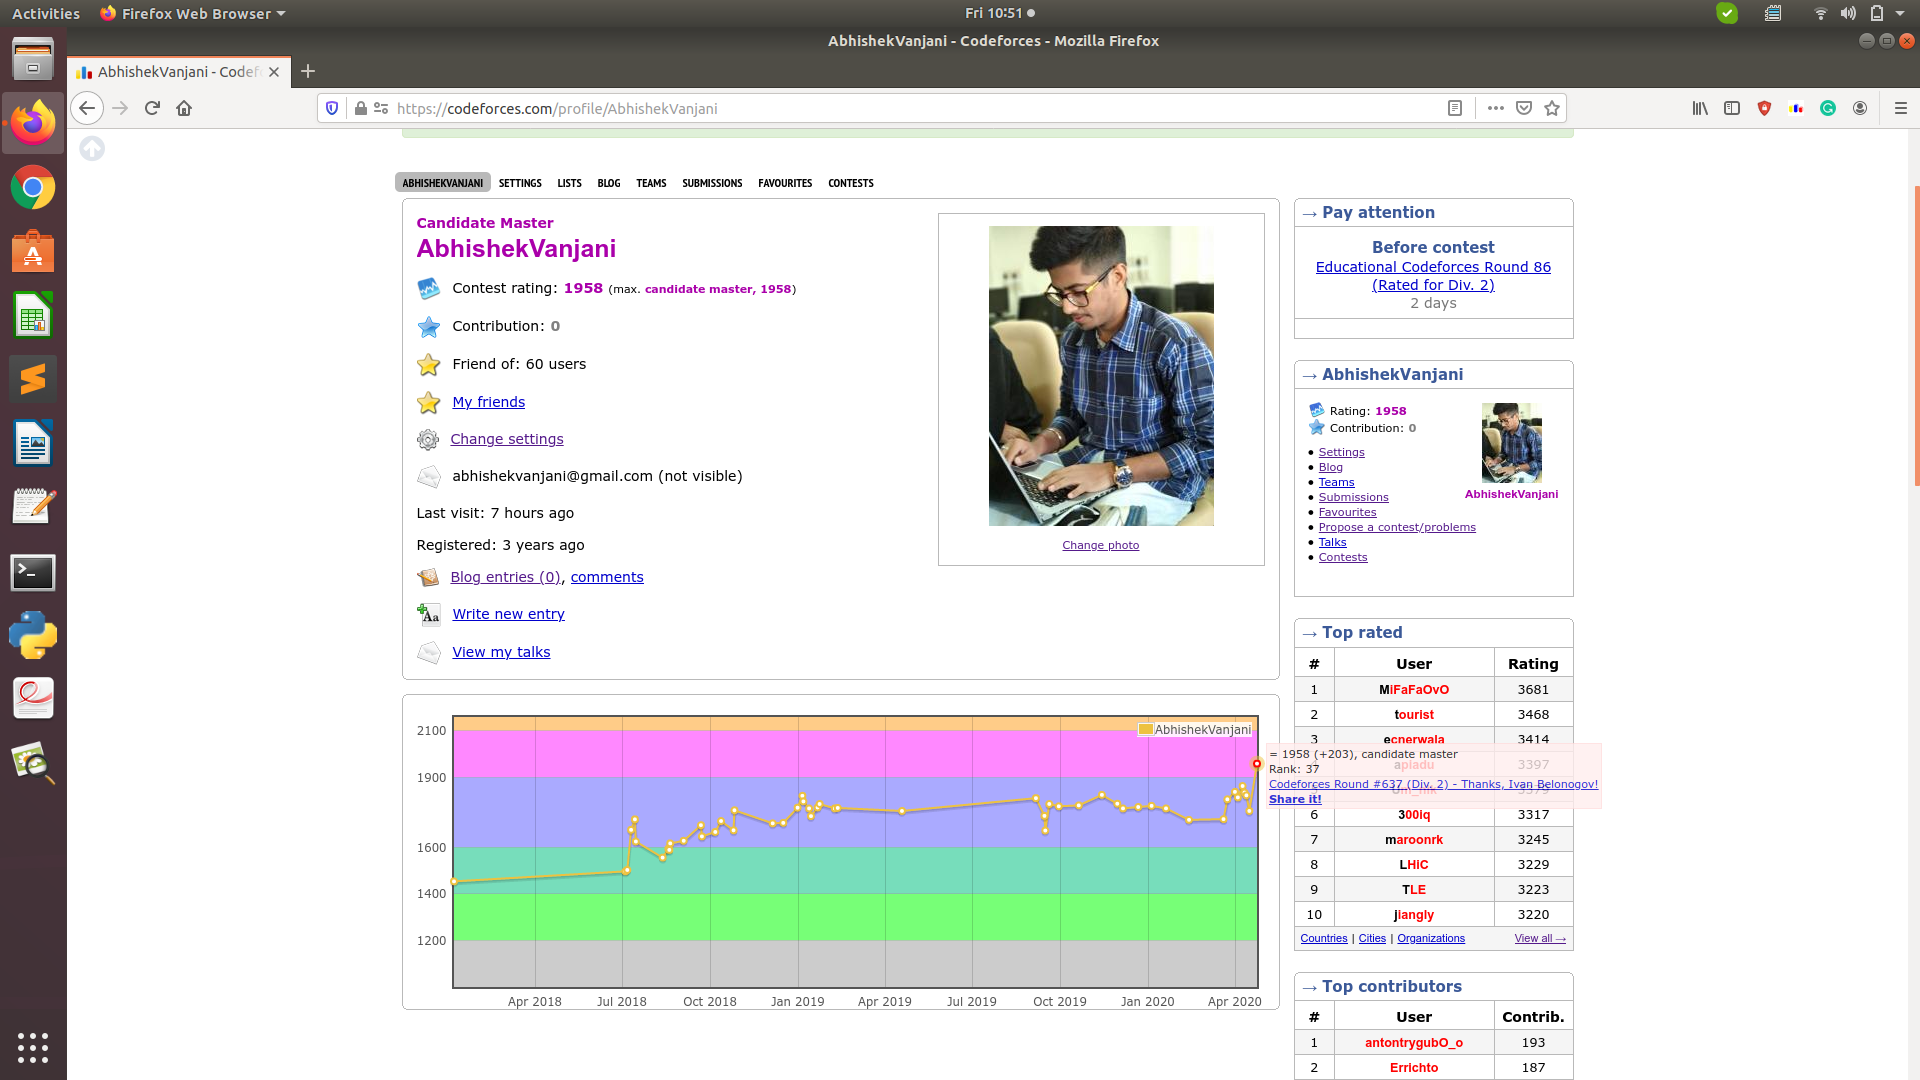 Activities
Firefox Web Browser
Fri 10:51
AbhishekVanjani - Codeforces - Mozilla Firefox
AbhishekVanjani - Codef
https://codeforces.com/profile/AbhishekVanjani
ABHISHEKVANJANI SETTINGS LISTS BLOG TEAMS SUBMISSIONS FAVOURITES CONTESTS
Candidate Master
AbhishekVanjani
Contest rating: 1958 (max. candidate master, 1958)
Contribution: 0
Friend of: 60 users
My friends
Change settings
abhishekvanjani@gmail.com (not visible)
Last visit: 7 hours ago
Registered: 3 years ago
Blog entries (0), comments
Write new entry
View my talks
Change photo
→ Pay attention
Before contest
Educational Codeforces Round 86
(Rated for Div. 2)
2 days
→ AbhishekVanjani
Rating: 1958
Contribution: 0
Settings
Blog
Teams
Submissions
Favourites
Propose a contest/problems
Talks
Contests
AbhishekVanjani
→ Top rated
# User Rating
1 MiFaFaOvO 3681
2 tourist 3468
3 ecnerwala 3414
apiadu 3397
6 300iq 3317
7 maroonrk 3245
8 LHiC 3229
9 TLE 3223
10 jiangly 3220
Countries | Cities | Organizations View all →
→ Top contributors
# User Contrib.
1 antontrygubO_o 193
2 Errichto 187
AbhishekVanjani
= 1958 (+203), candidate master
Rank: 37
Codeforces Round #637 (Div. 2) - Thanks, Ivan Belonogov!
Share it!
2100
1900
1600
1400
1200
Apr 2018 Jul 2018 Oct 2018 Jan 2019 Apr 2019 Jul 2019 Oct 2019 Jan 2020 Apr 2020